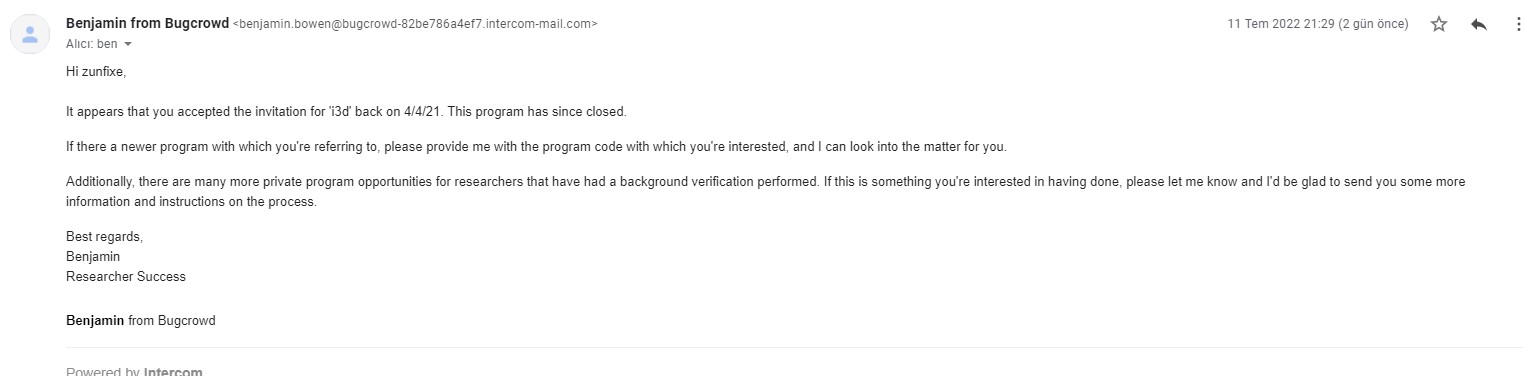 Benjamin from Bugcrowd <benjamin.bowen@bugcrowd-82be786a4ef7.intercom-mail.com>
11 Tem 2022 21:29 (2 gün önce)
Alıcı: ben
Hi zunfixe,
It appears that you accepted the invitation for 'i3d' back on 4/4/21. This program has since closed.
If there a newer program with which you're referring to, please provide me with the program code with which you're interested, and I can look into the matter for you.
Additionally, there are many more private program opportunities for researchers that have had a background verification performed. If this is something you're interested in having done, please let me know and I'd be glad to send you some more
information and instructions on the process.
Best regards,
Benjamin
Researcher Success
Benjamin from Bugcrowd
Powered by Intercom